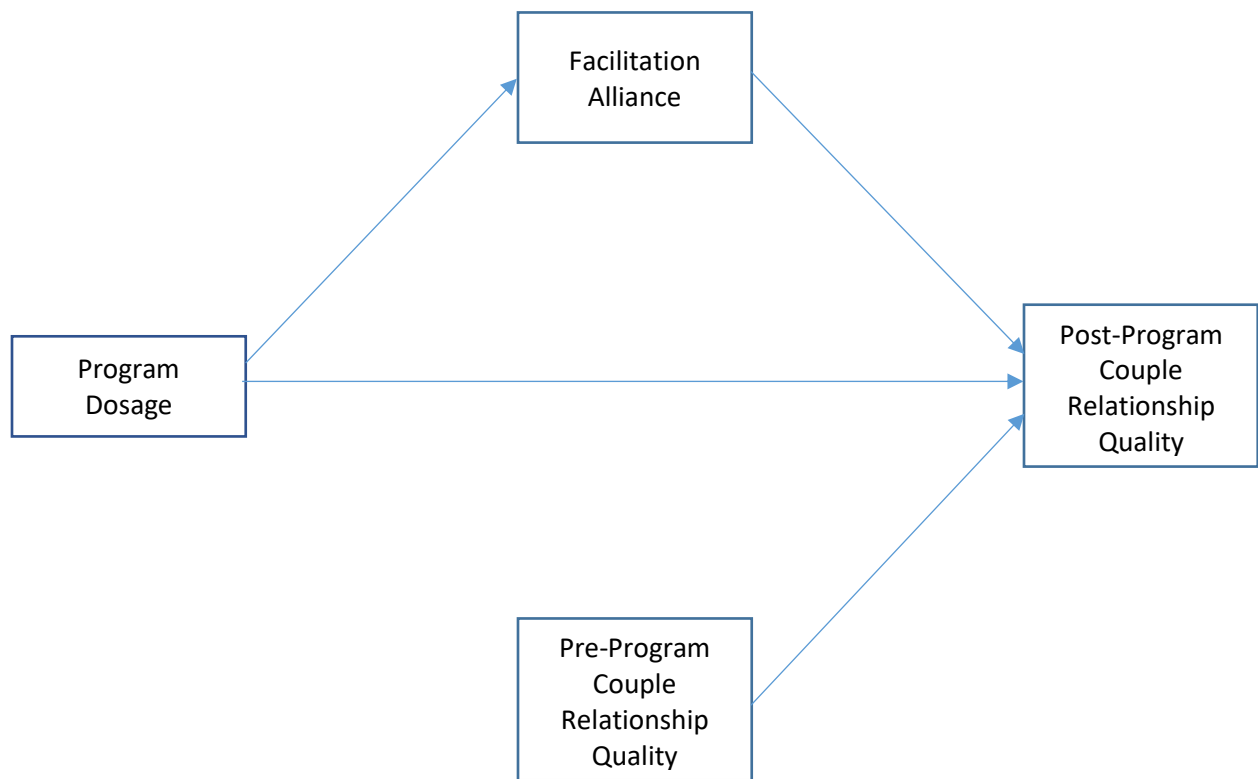 Facilitation
Alliance
Program
Dosage
Post-Program
Couple
Relationship
Quality
Pre-Program
Couple
Relationship
Quality